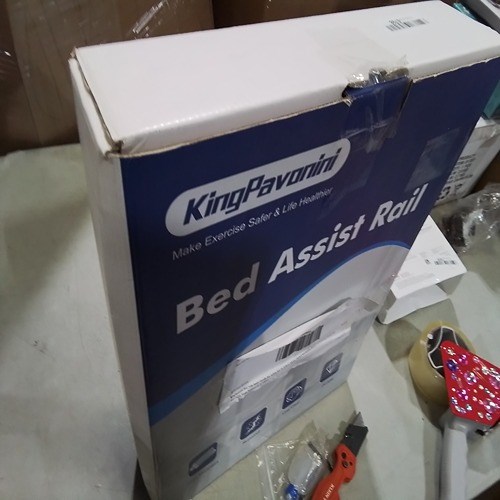 KingPavonini
Make Exercise Safer & Life Healthier
Bed Assist Rail